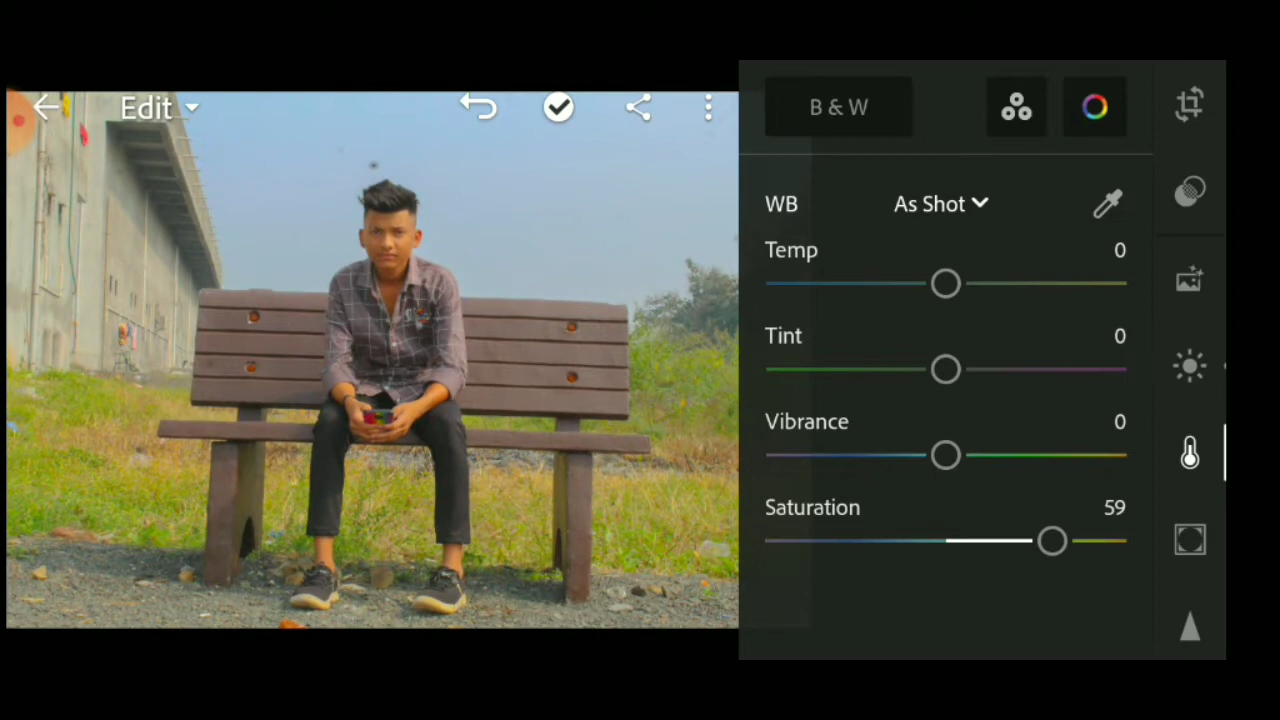 Edit
B & W
WB As Shot
Temp 0
Tint 0
Vibrance 0
Saturation 59